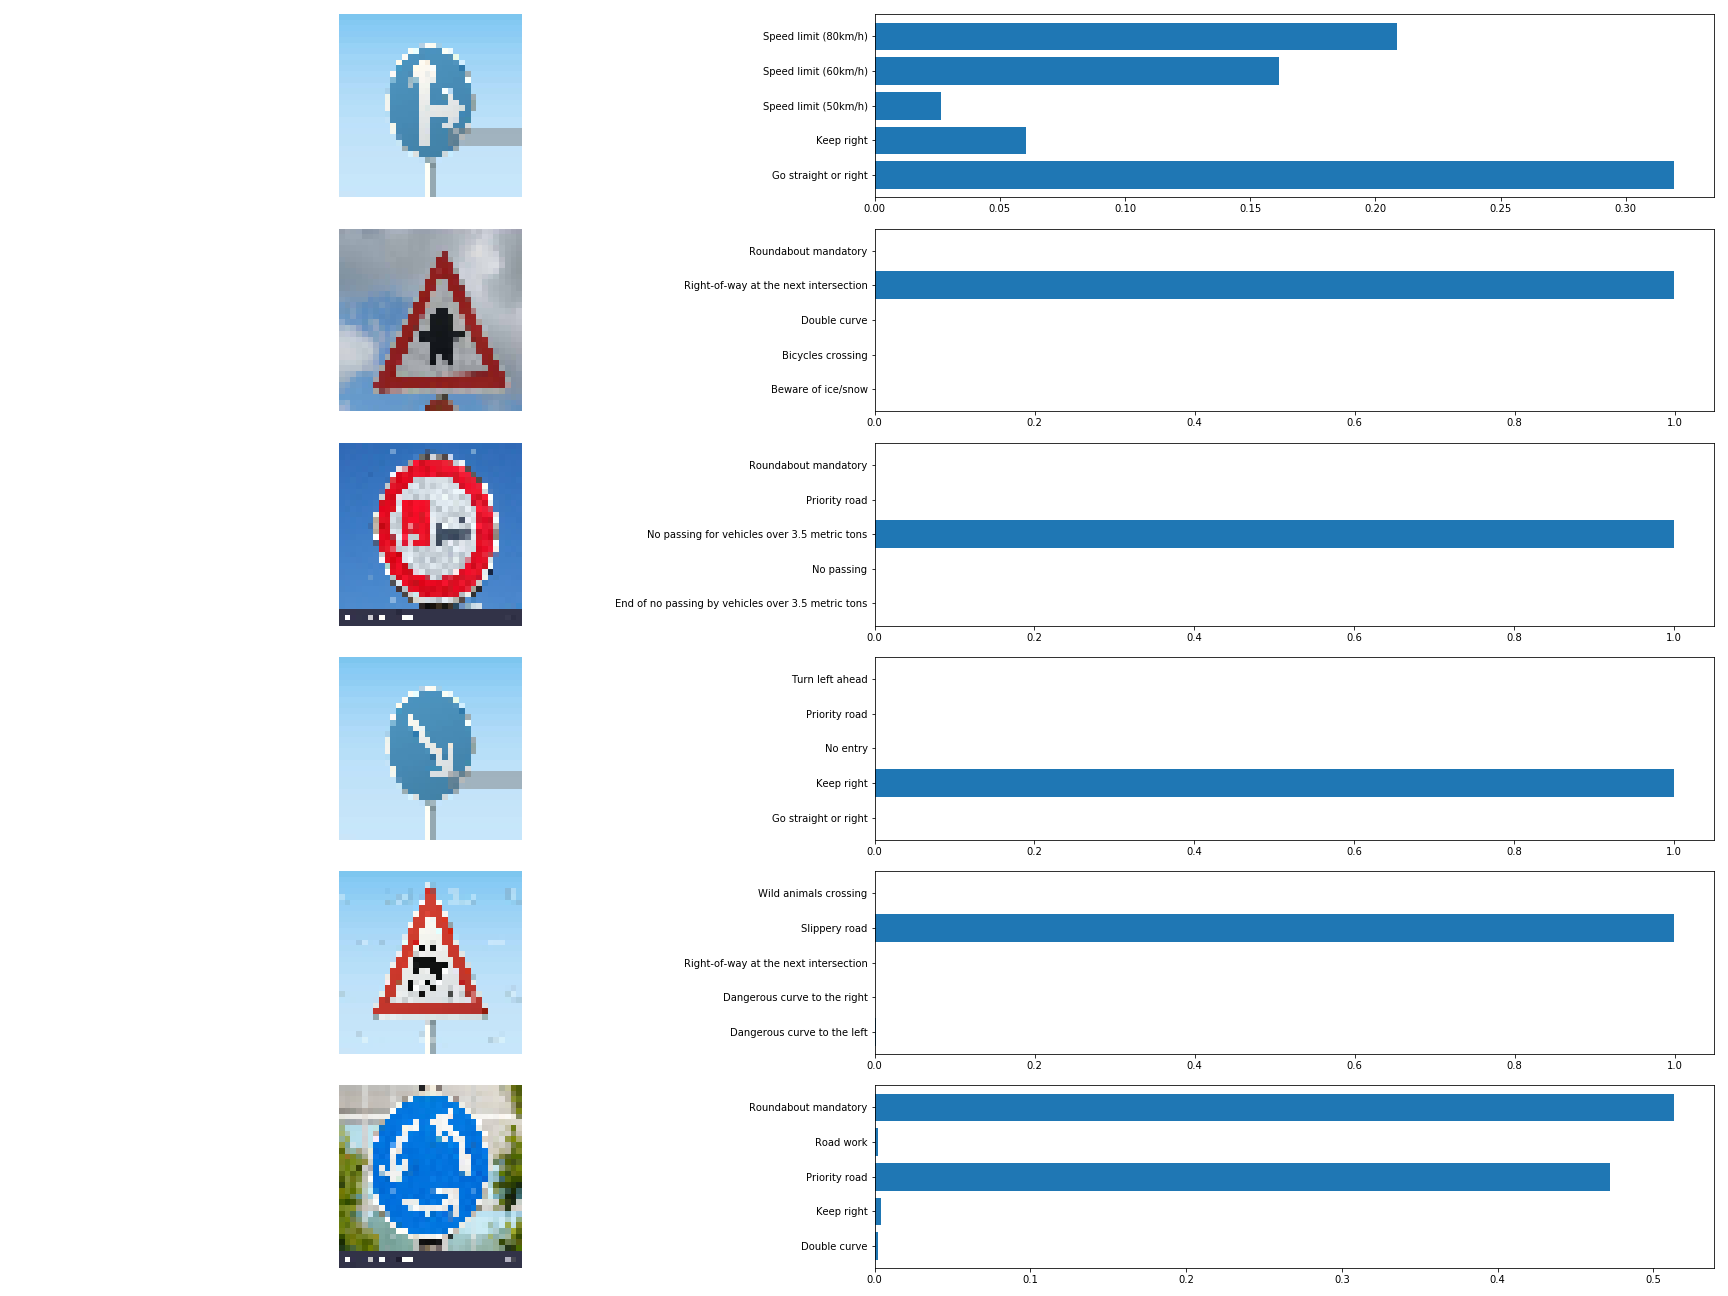 Speed limit (80km/h)
Speed limit (60km/h)
Speed limit (50km/h)
Keep right
Go straight or right
0.00 0.05 0.10 0.15 0.20 0.25 0.30
Roundabout mandatory
Right-of-way at the next intersection
Double curve
Bicycles crossing
Beware of ice/snow
0.0 0.2 0.4 0.6 0.8 1.0
Roundabout mandatory
Priority road
No passing for vehicles over 3.5 metric tons
No passing
End of no passing by vehicles over 3.5 metric tons
0.0 0.2 0.4 0.6 0.8 1.0
Turn left ahead
Priority road
No entry
Keep right
Go straight or right
0.0 0.2 0.4 0.6 0.8 1.0
Wild animals crossing
Slippery road
Right-of-way at the next intersection
Dangerous curve to the right
Dangerous curve to the left
0.0 0.2 0.4 0.6 0.8 1.0
Roundabout mandatory
Road work
Priority road
Keep right
Double curve
0.0 0.1 0.2 0.3 0.4 0.5